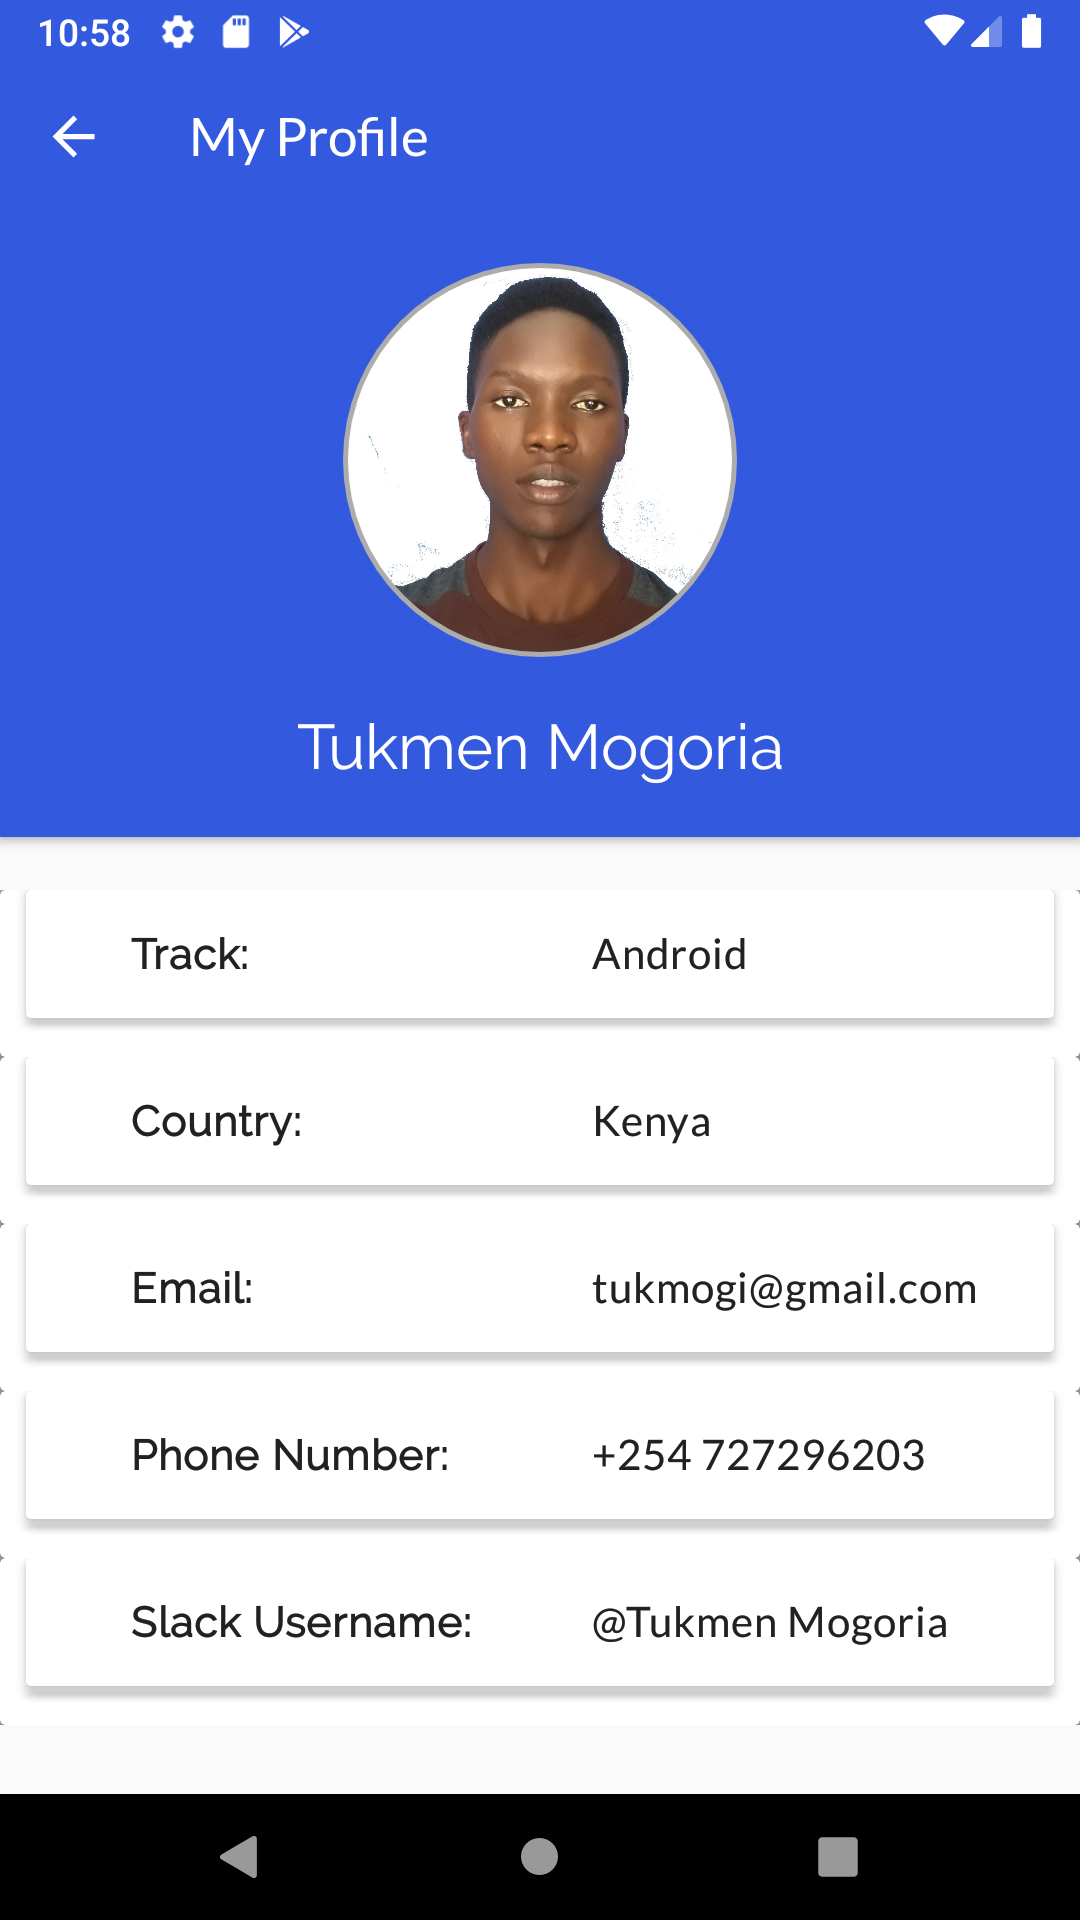 10:58
My Profile
Tukmen Mogoria
Track: Android
Country: Kenya
Email: tukmogi@gmail.com
Phone Number: +254 727296203
Slack Username: @Tukmen Mogoria